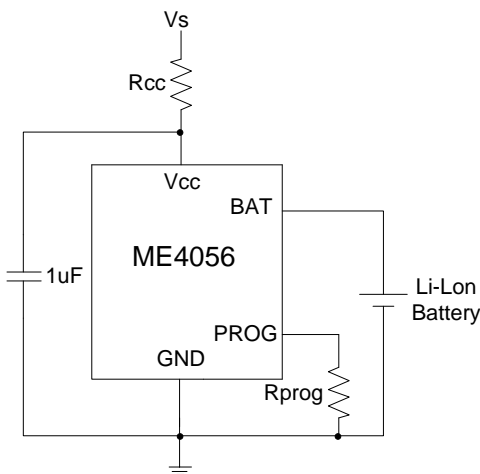 Vs
Rcc
Vcc
BAT
ME4056
1uF
Li-Lon
Battery
PROG
GND
Rprog